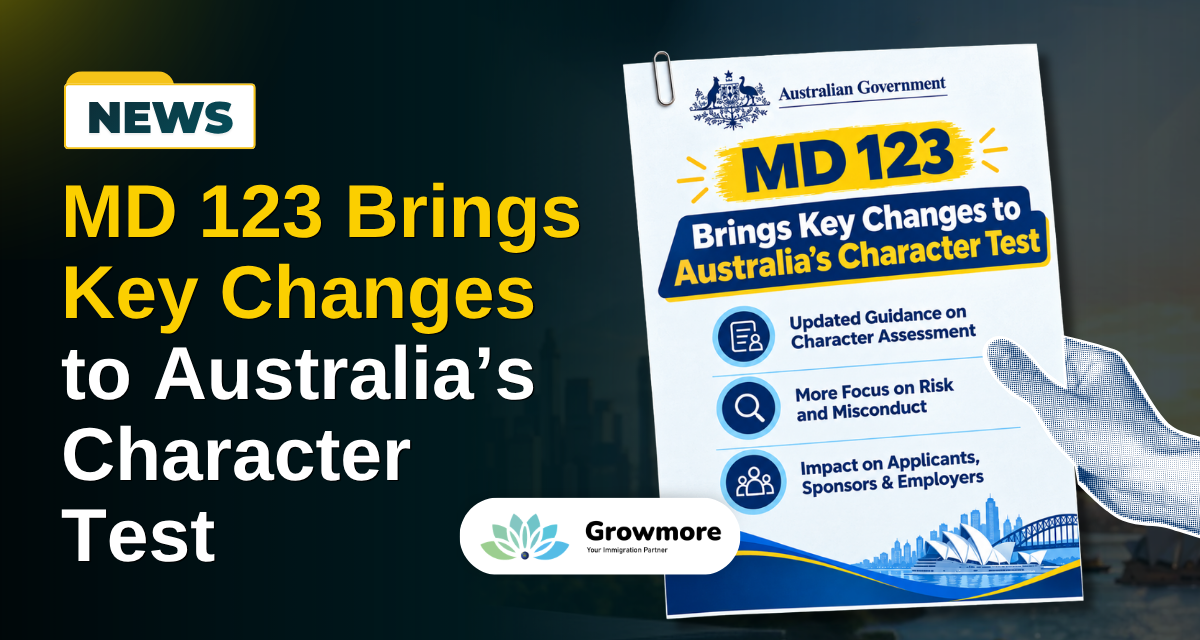 NEWS
MD 123 Brings
Key Changes
to Australia’s
Character
Test
Growmore
Your Immigration Partner
Australian Government
MD 123
Brings Key Changes to
Australia’s Character Test
Updated Guidance on
Character Assessment
More Focus on Risk
and Misconduct
Impact on Applicants,
Sponsors & Employers